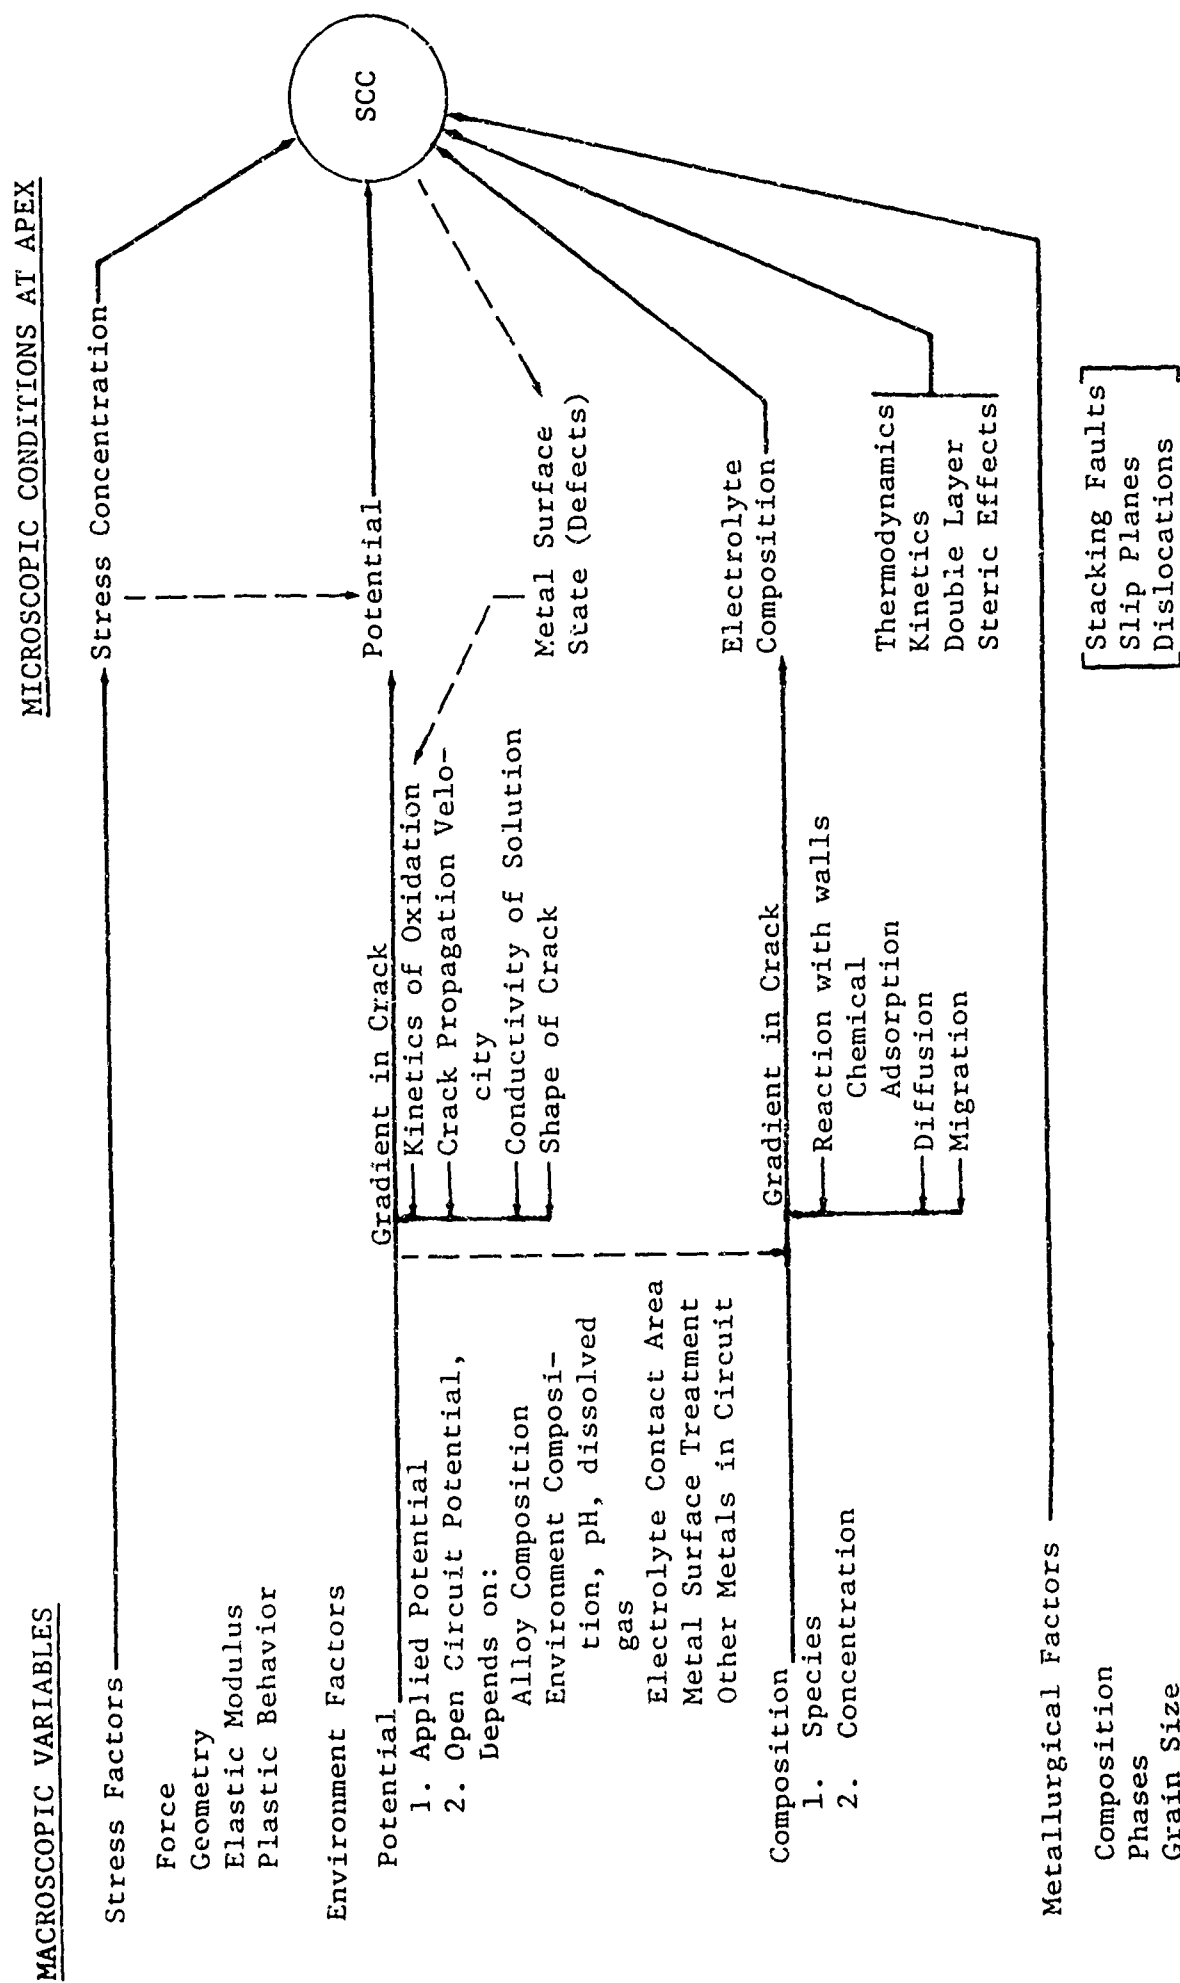 MACROSCOPIC VARIABLES
MICROSCOPIC CONDITIONS AT APEX
Stress Factors
Stress Concentration
SCC
Force
Geometry
Elastic Modulus
Plastic Behavior
Environment Factors
Potential
1. Applied Potential
2. Open Circuit Potential,
Depends on:
Alloy Composition
Environment Composi-
tion, pH, dissolved
gas
Electrolyte Contact Area
Metal Surface Treatment
Other Metals in Circuit
Gradient in Crack
Kinetics of Oxidation
Crack Propagation Velo-
city
Conductivity of Solution
Shape of Crack
Potential
Metal Surface
State (Defects)
Composition
1. Species
2. Concentration
Gradient in Crack
Reaction with walls
Chemical
Adsorption
Diffusion
Migration
Electrolyte
Composition
Thermodynamics
Kinetics
Double Layer
Steric Effects
Metallurgical Factors
Composition
Phases
Grain Size
[Stacking Faults]
Slip Planes
Dislocations